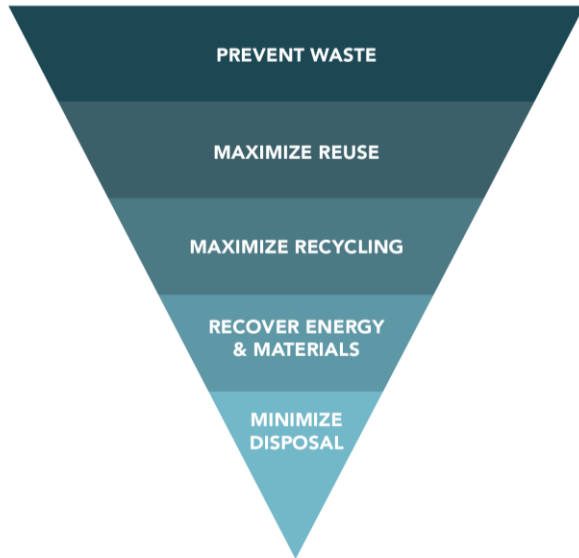 PREVENT WASTE
MAXIMIZE REUSE
MAXIMIZE RECYCLING
RECOVER ENERGY
& MATERIALS
MINIMIZE
DISPOSAL